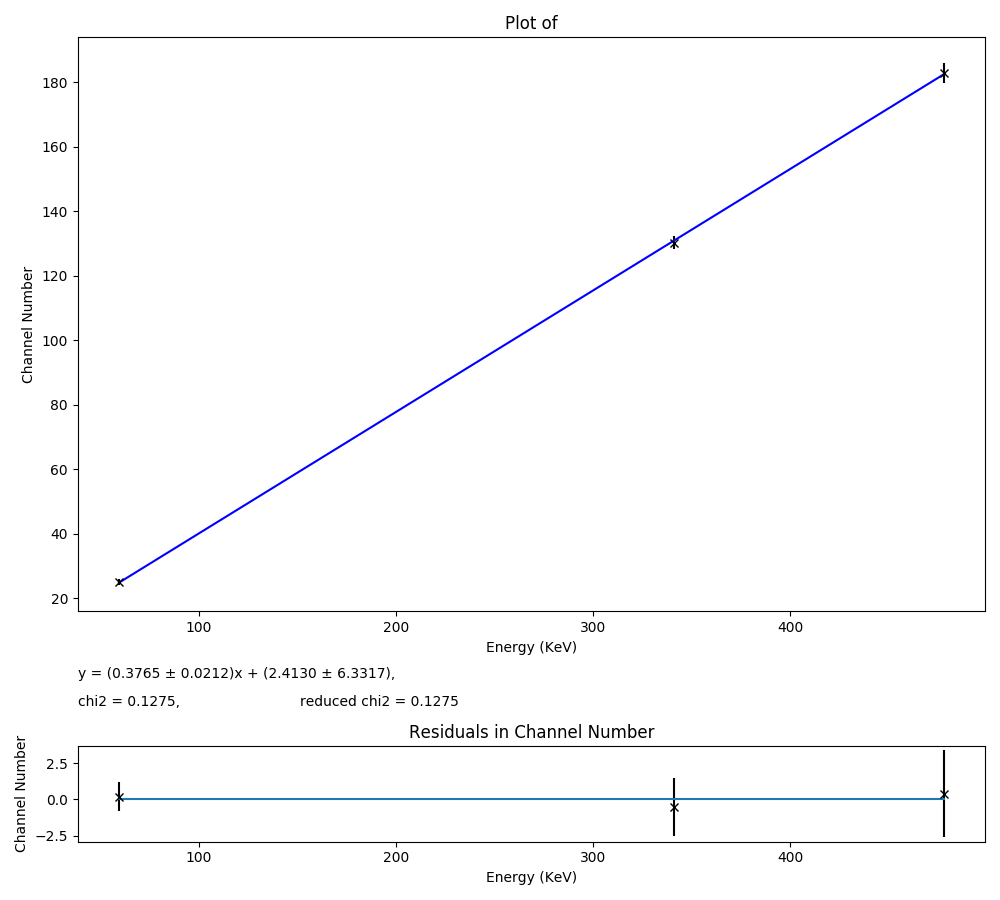 Plot of
180
160
140
120
100
80
60
40
20
Channel Number
100 200 300 400
Energy (KeV)
y = (0.3765 ± 0.0212)x + (2.4130 ± 6.3317),
chi2 = 0.1275, reduced chi2 = 0.1275
Residuals in Channel Number
2.5
0.0
−2.5
Channel Number
100 200 300 400
Energy (KeV)